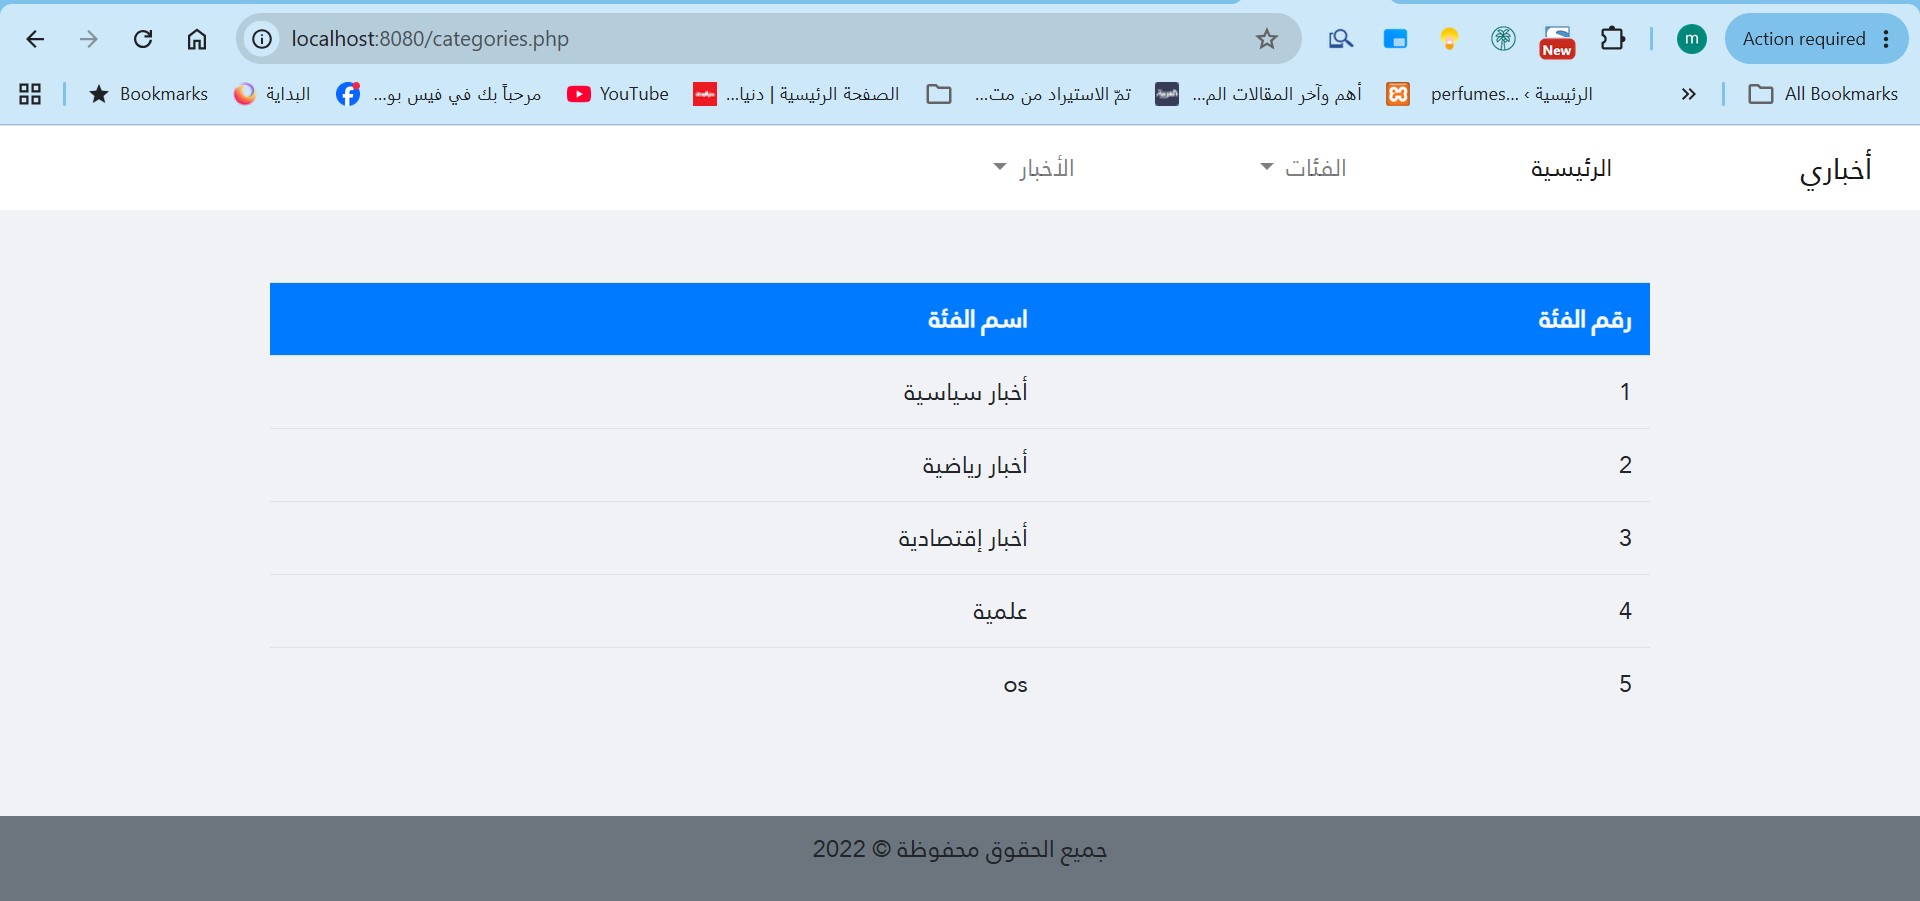 localhost:8080/categories.php
m
Action required
New
Bookmarks
البداية
مرحباً بك في فيس بو...
YouTube
الصفحة الرئيسية | دنيا...
تمّ الاستيراد من مت...
أهم وآخر المقالات الم...
الرئيسية › perfumes...
»
All Bookmarks
أخباري
الرئيسية
الفئات
الأخبار
رقم الفئة اسم الفئة
1 أخبار سياسية
2 أخبار رياضية
3 أخبار إقتصادية
4 علمية
5 os
جميع الحقوق محفوظة © 2022